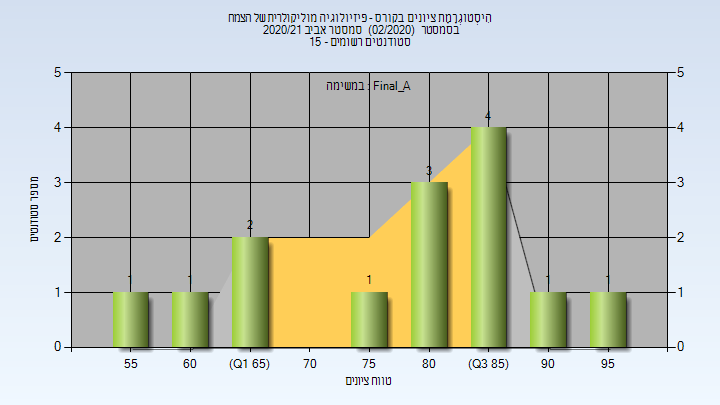 היסטוגרמת ציונים בקורס - פיזיולוגיה מוליקולרית של הצמח
בסמסטר (02/2020) סמסטר אביב 2020/21
סטודנטים רשומים - 15
במשימה : Final_A
5 5
4 4
3 3
2 2
1 1
0 0
1 1 2 1 3 4 1 1
מספר סטודנטים
55 60 (Q1 65) 70 75 80 (Q3 85) 90 95
טווח ציונים